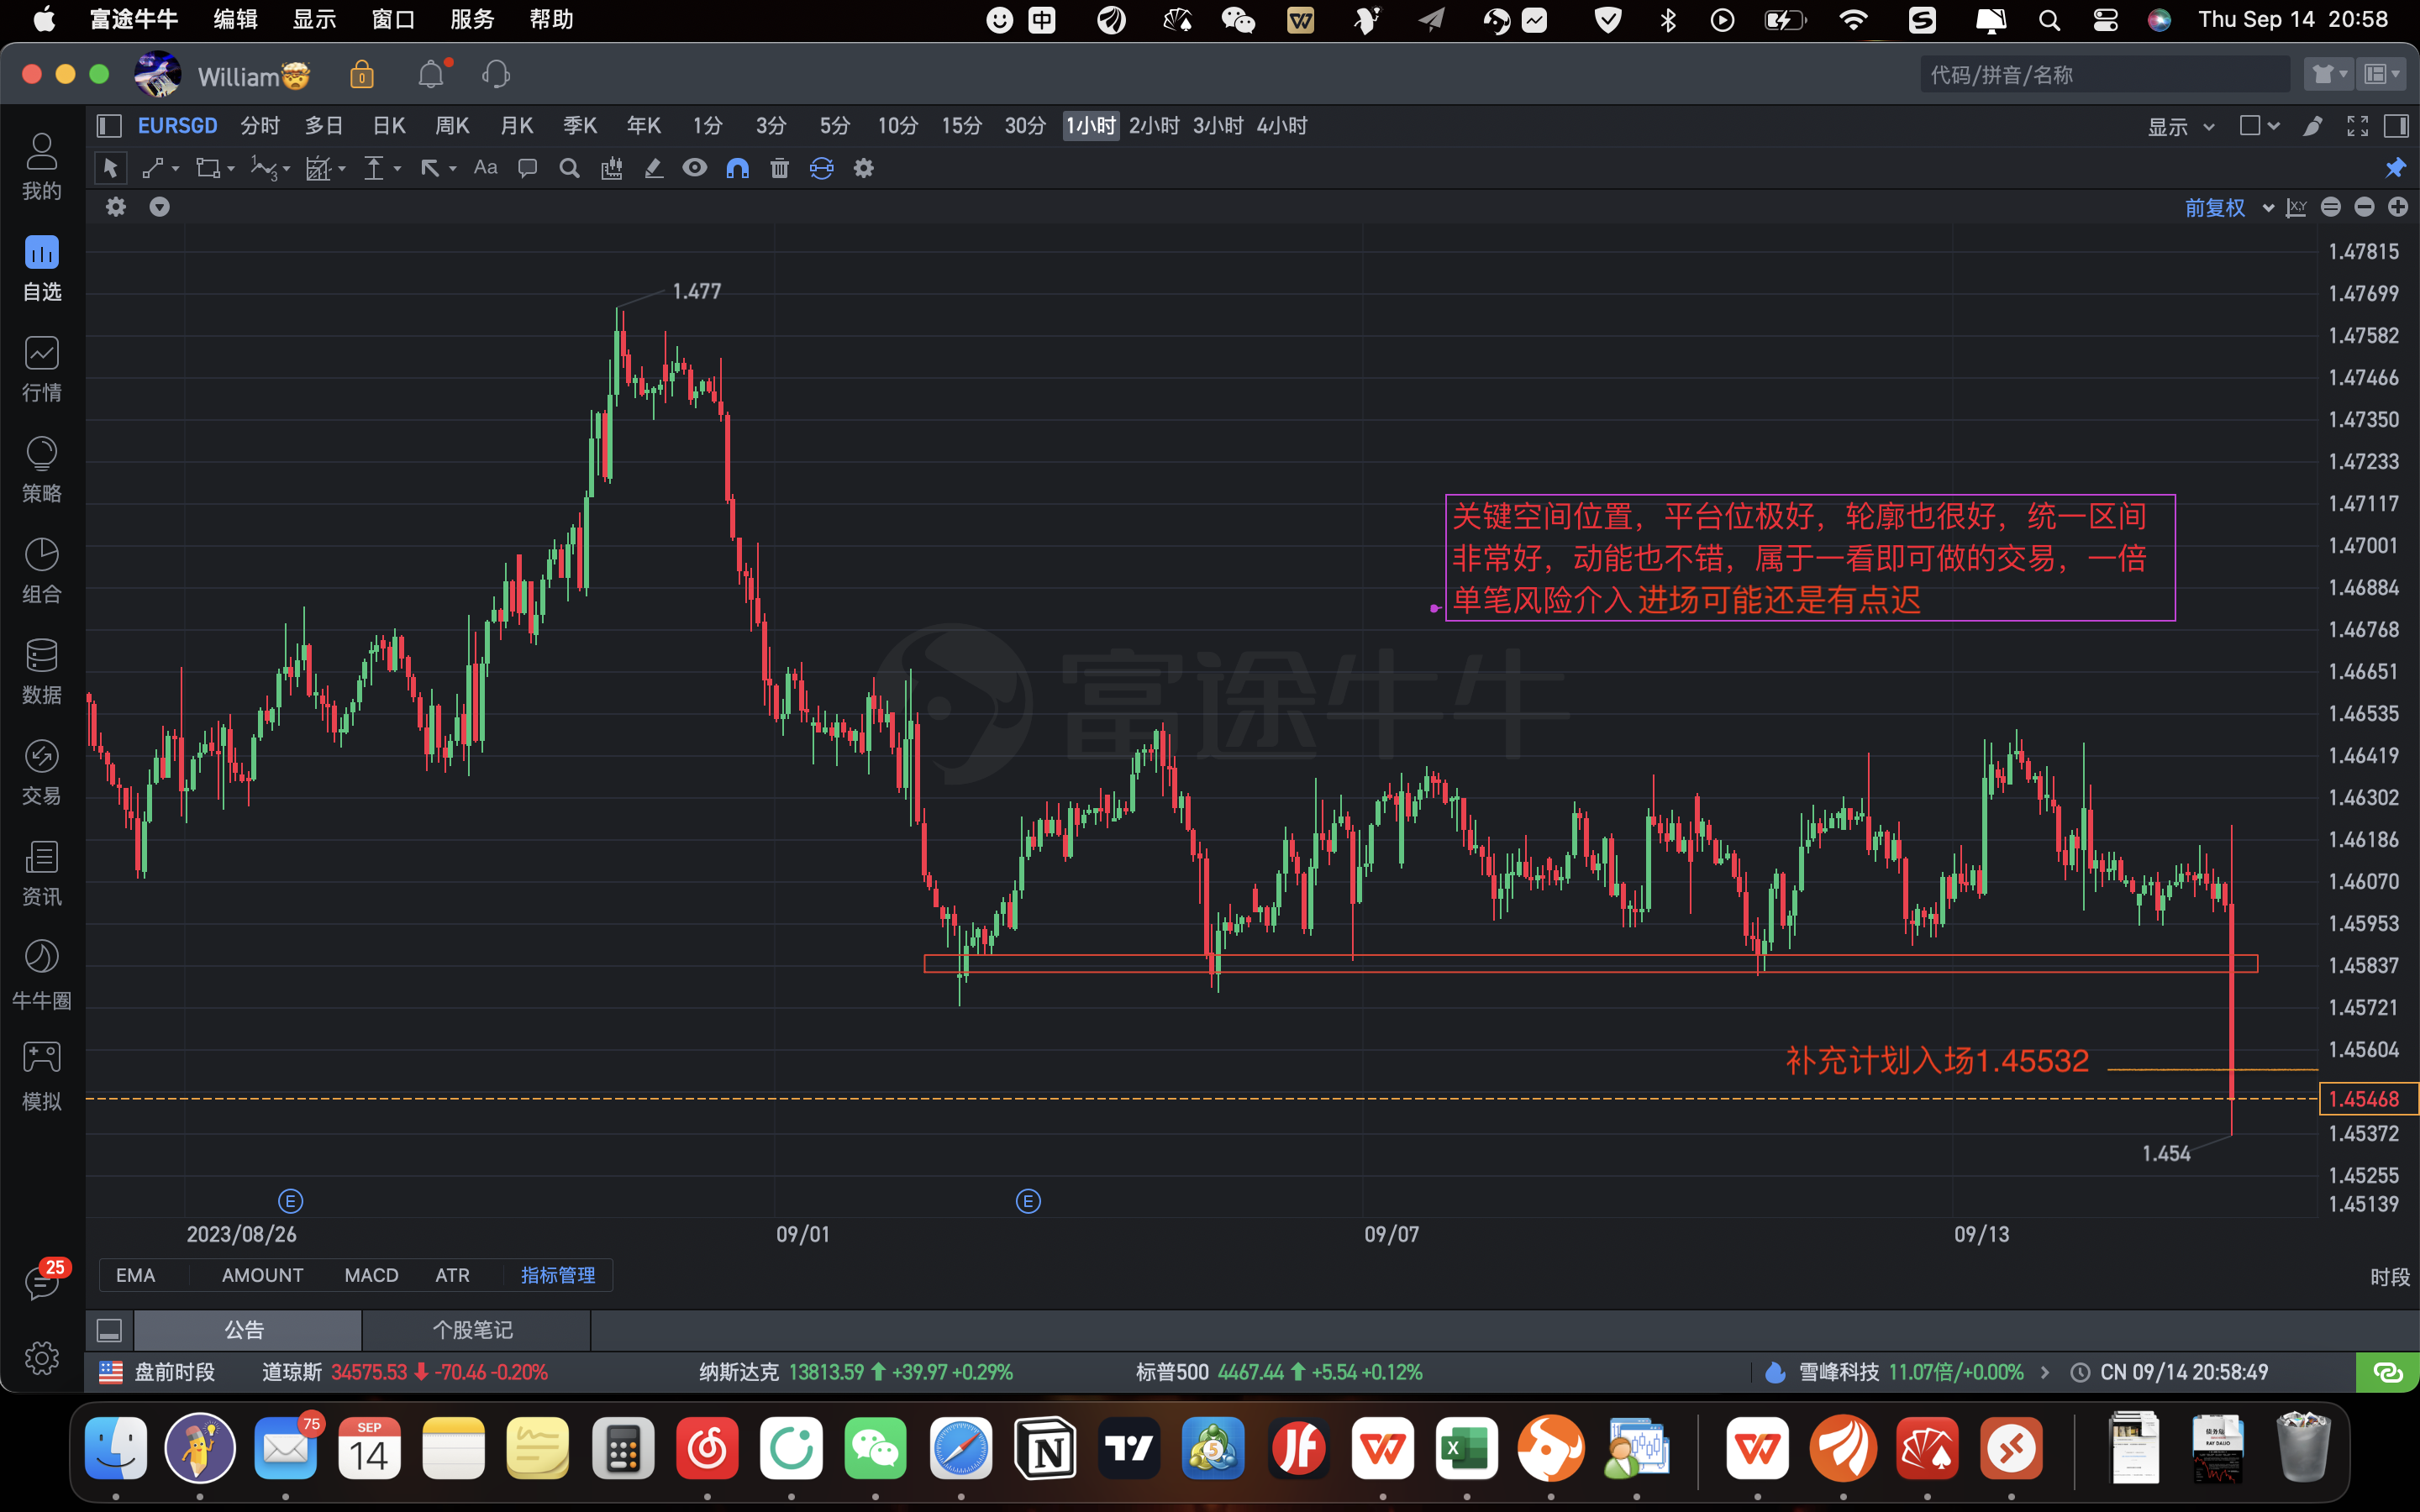 富途牛牛 编辑 显示 窗口 服务 帮助 中 Thu Sep 14 20:58
William 代码/拼音/名称
EURSGD 分时 多日 日K 周K 月K 季K 年K 1分 3分 5分 10分 15分 30分 1小时 2小时 3小时 4小时 显示
Aa
前复权 X,Y
我的
自选
行情
策略
组合
数据
交易
资讯
牛牛圈
模拟
25
1.477
关键空间位置，平台位极好，轮廓也很好，统一区间
非常好，动能也不错，属于一看即可做的交易，一倍
单笔风险介入 进场可能还是有点迟
富途牛牛
补充计划入场1.45532
1.454
1.47815
1.47699
1.47582
1.47466
1.47350
1.47233
1.47117
1.47001
1.46884
1.46768
1.46651
1.46535
1.46419
1.46302
1.46186
1.46070
1.45953
1.45837
1.45721
1.45604
1.45468
1.45372
1.45255
1.45139
E E
2023/08/26 09/01 09/07 09/13
EMA AMOUNT MACD ATR 指标管理 时段
公告 个股笔记
盘前时段 道琼斯 34575.53 -70.46 -0.20% 纳斯达克 13813.59 +39.97 +0.29% 标普500 4467.44 +5.54 +0.12% 雪峰科技 11.07倍/+0.00% CN 09/14 20:58:49
75
SEP
14
RAY DALIO